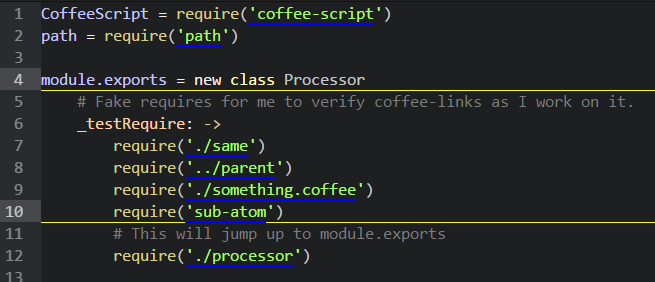 1 CoffeeScript = require('coffee-script')
2 path = require('path')
3
4 module.exports = new class Processor
5     # Fake requires for me to verify coffee-links as I work on it.
6     _testRequire: ->
7         require('./same')
8         require('../parent')
9         require('./something.coffee')
10         require('sub-atom')
11         # This will jump up to module.exports
12         require('./processor')
13